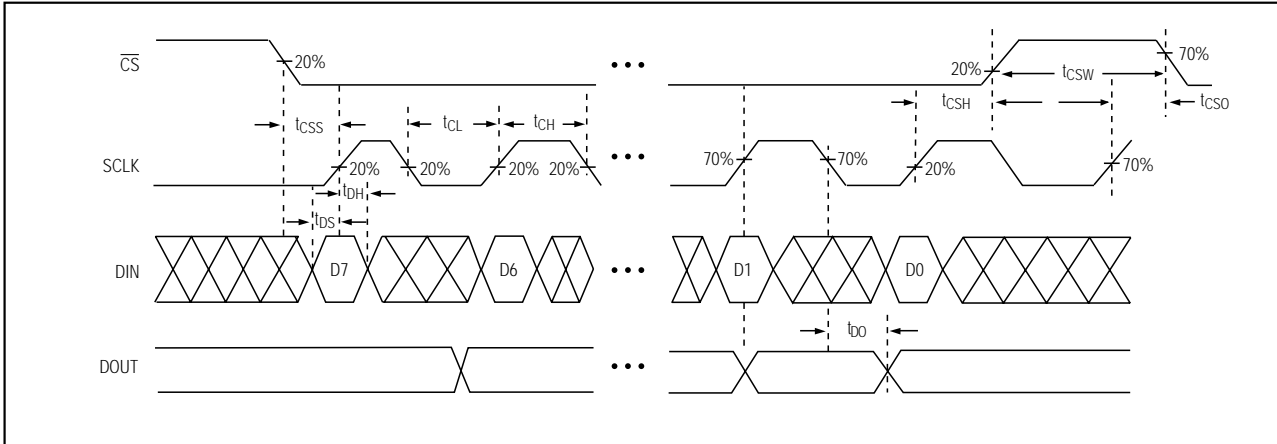 CS
20%
• • •
20%
tCSW
70%
tCSS
tCL
tCH
tCSH
tCSO
SCLK
20%
20%
20%
20%
• • •
70%
70%
20%
70%
tDH
tDS
DIN
D7
D6
• • •
D1
D0
tDO
DOUT
• • •